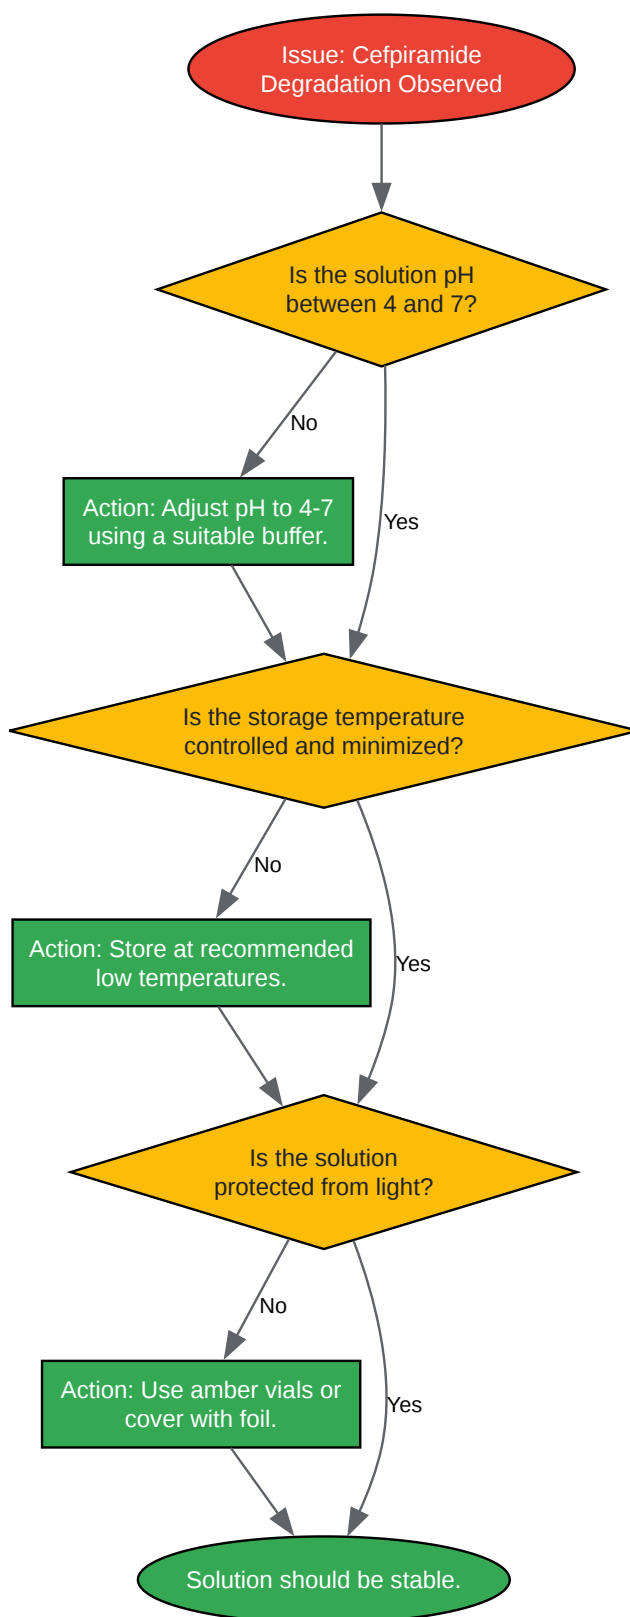 Issue: Cefpiramide
Degradation Observed
Is the solution pH
between 4 and 7?
No
Action: Adjust pH to 4-7
using a suitable buffer.
Yes
Is the storage temperature
controlled and minimized?
No
Action: Store at recommended
low temperatures.
Yes
Is the solution
protected from light?
No
Action: Use amber vials or
cover with foil.
Yes
Solution should be stable.